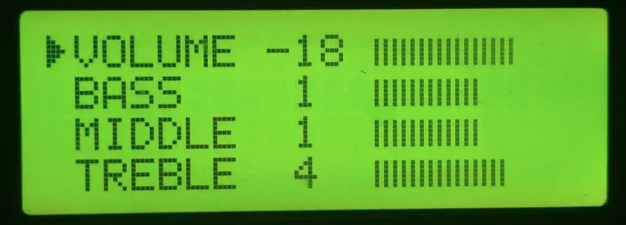 VOLUME -18
BASS 1
MIDDLE 1
TREBLE 4